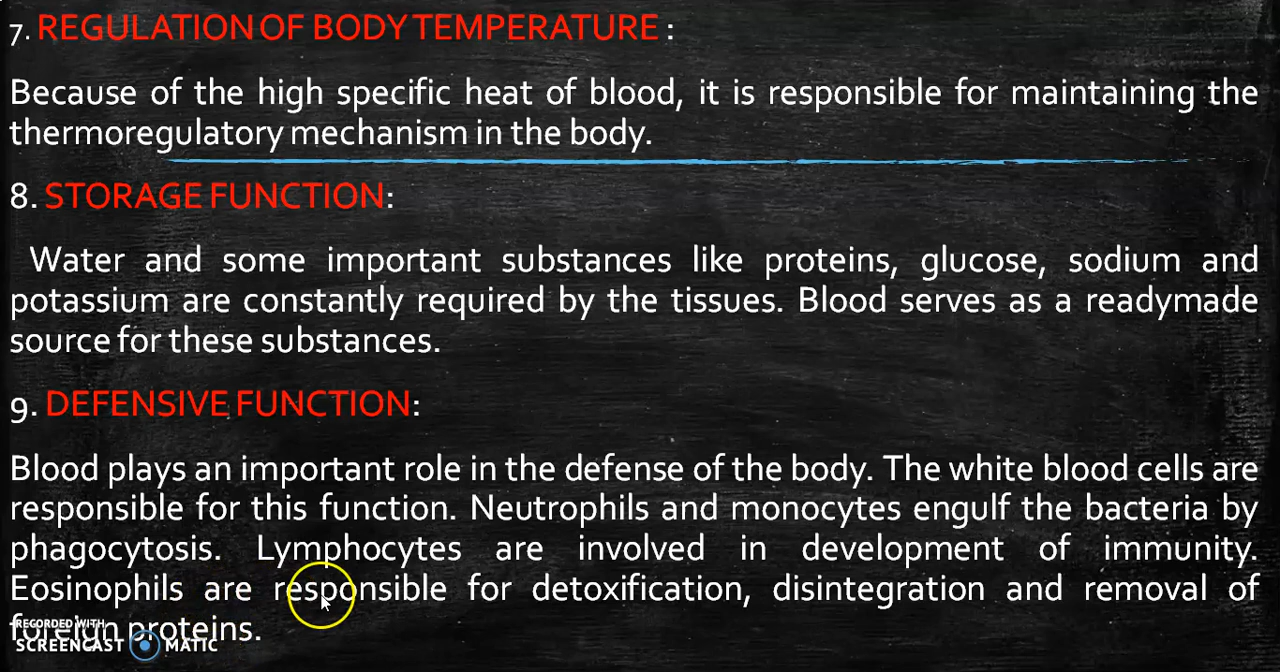 7. REGULATION OF BODY TEMPERATURE :
Because of the high specific heat of blood, it is responsible for maintaining the
thermoregulatory mechanism in the body.
8. STORAGE FUNCTION:
Water and some important substances like proteins, glucose, sodium and
potassium are constantly required by the tissues. Blood serves as a readymade
source for these substances.
9. DEFENSIVE FUNCTION:
Blood plays an important role in the defense of the body. The white blood cells are
responsible for this function. Neutrophils and monocytes engulf the bacteria by
phagocytosis. Lymphocytes are involved in development of immunity.
Eosinophils are responsible for detoxification, disintegration and removal of
foreign proteins.
RECORDED WITH
SCREENCAST MATIC